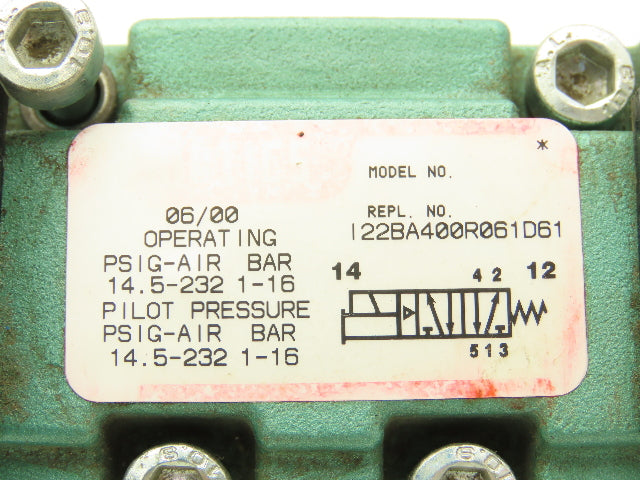 *
MODEL NO.
06/00
OPERATING
PSIG-AIR BAR
14.5-232 1-16
PILOT PRESSURE
PSIG-AIR BAR
14.5-232 1-16
REPL. NO.
I22BA400R061D61
14
4 2
12
5 1 3